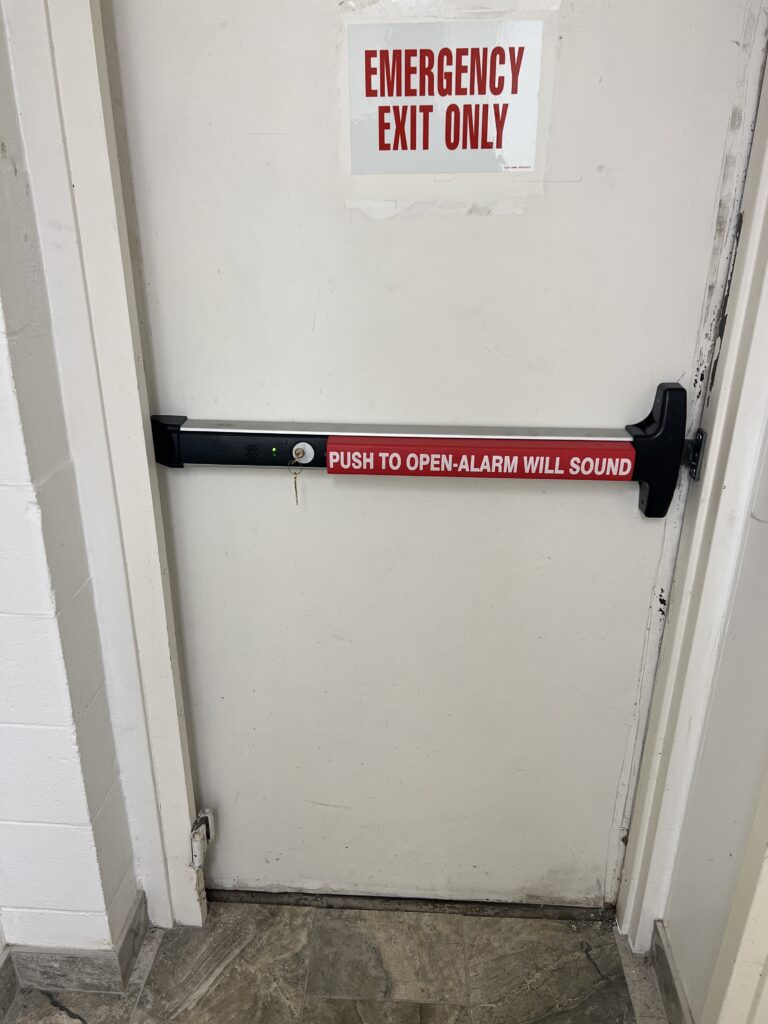 EMERGENCY
EXIT ONLY
PUSH TO OPEN-ALARM WILL SOUND